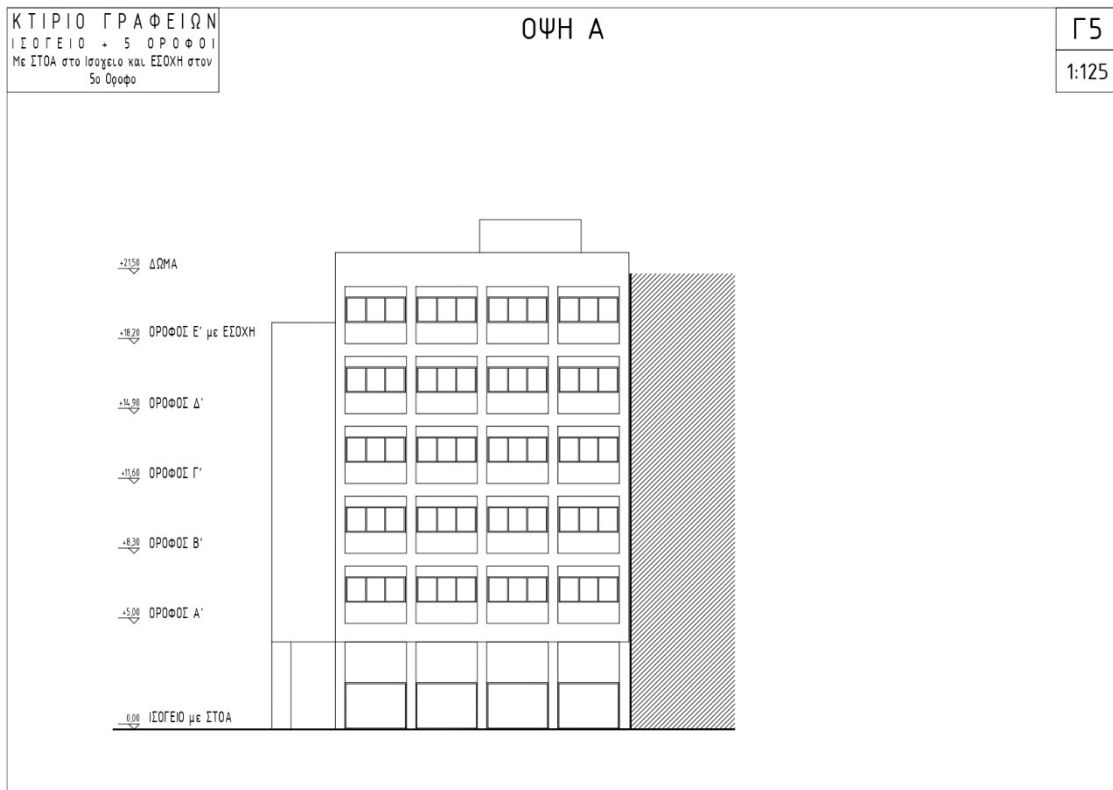 ΚΤΙΡΙΟ ΓΡΑΦΕΙΩΝ
ΙΣΟΓΕΙΟ + 5 ΟΡΟΦΟΙ
Με ΣΤΟΑ στο Ισογειο και ΕΣΟΧΗ στον
5ο Οροφο
ΟΨΗ Α
Γ5
1:125
+21,50 ΔΩΜΑ
+18,20 ΟΡΟΦΟΣ Ε' με ΕΣΟΧΗ
+14,90 ΟΡΟΦΟΣ Δ'
+11,60 ΟΡΟΦΟΣ Γ'
+8,30 ΟΡΟΦΟΣ Β'
+5,00 ΟΡΟΦΟΣ Α'
0,00 ΙΣΟΓΕΙΟ με ΣΤΟΑ